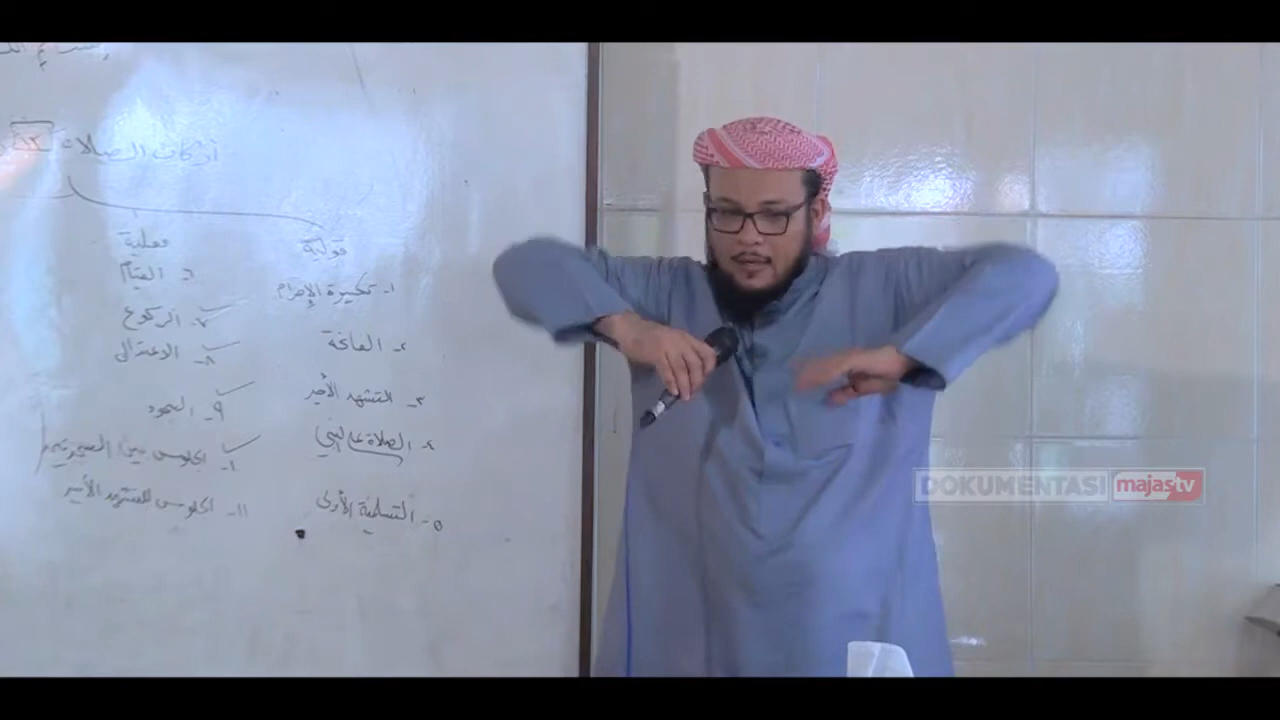 أركان الصلاة
قولية
١- تكبيرة الإحرام
٢- الفاتحة
٣- التشهد الأخير
٤- الصلاة على النبي
٥- التسليمة الأولى
فعلية
٦- القيام
٧- الركوع
٨- الاعتدال
٩- السجود
١٠- الجلوس بين السجدتين
١١- الجلوس للتشهد الأخير
DOKUMENTASI majastv